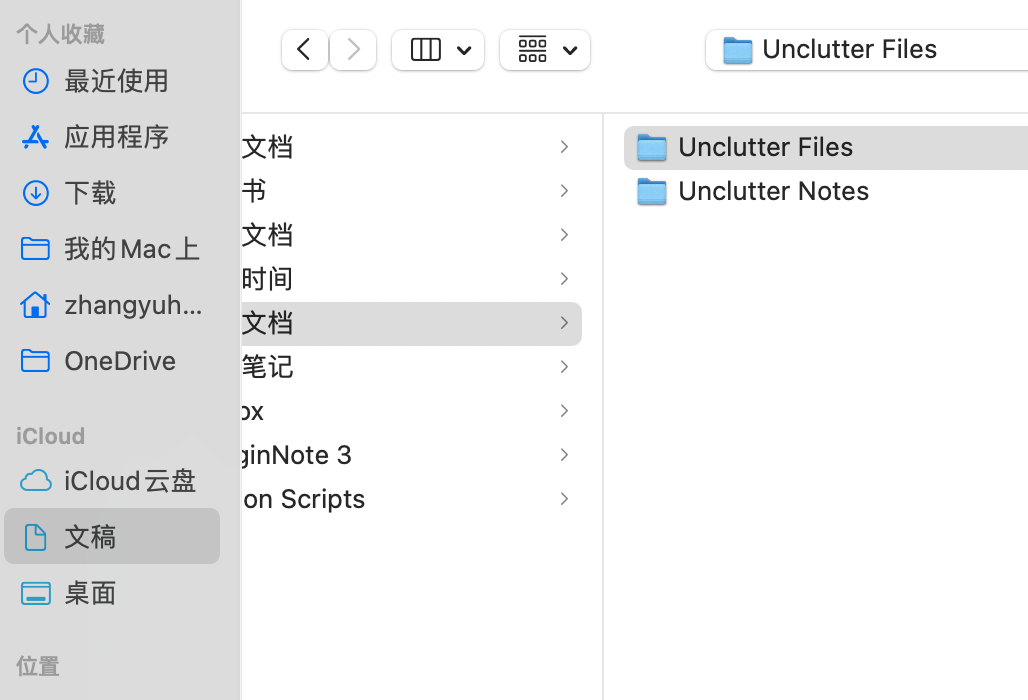 个人收藏
最近使用
应用程序
下载
我的Mac上
zhangyuh...
OneDrive
iCloud
iCloud云盘
文稿
桌面
位置
Unclutter Files
文档
书
文档
时间
文档
笔记
ox
ginNote 3
on Scripts
Unclutter Files
Unclutter Notes